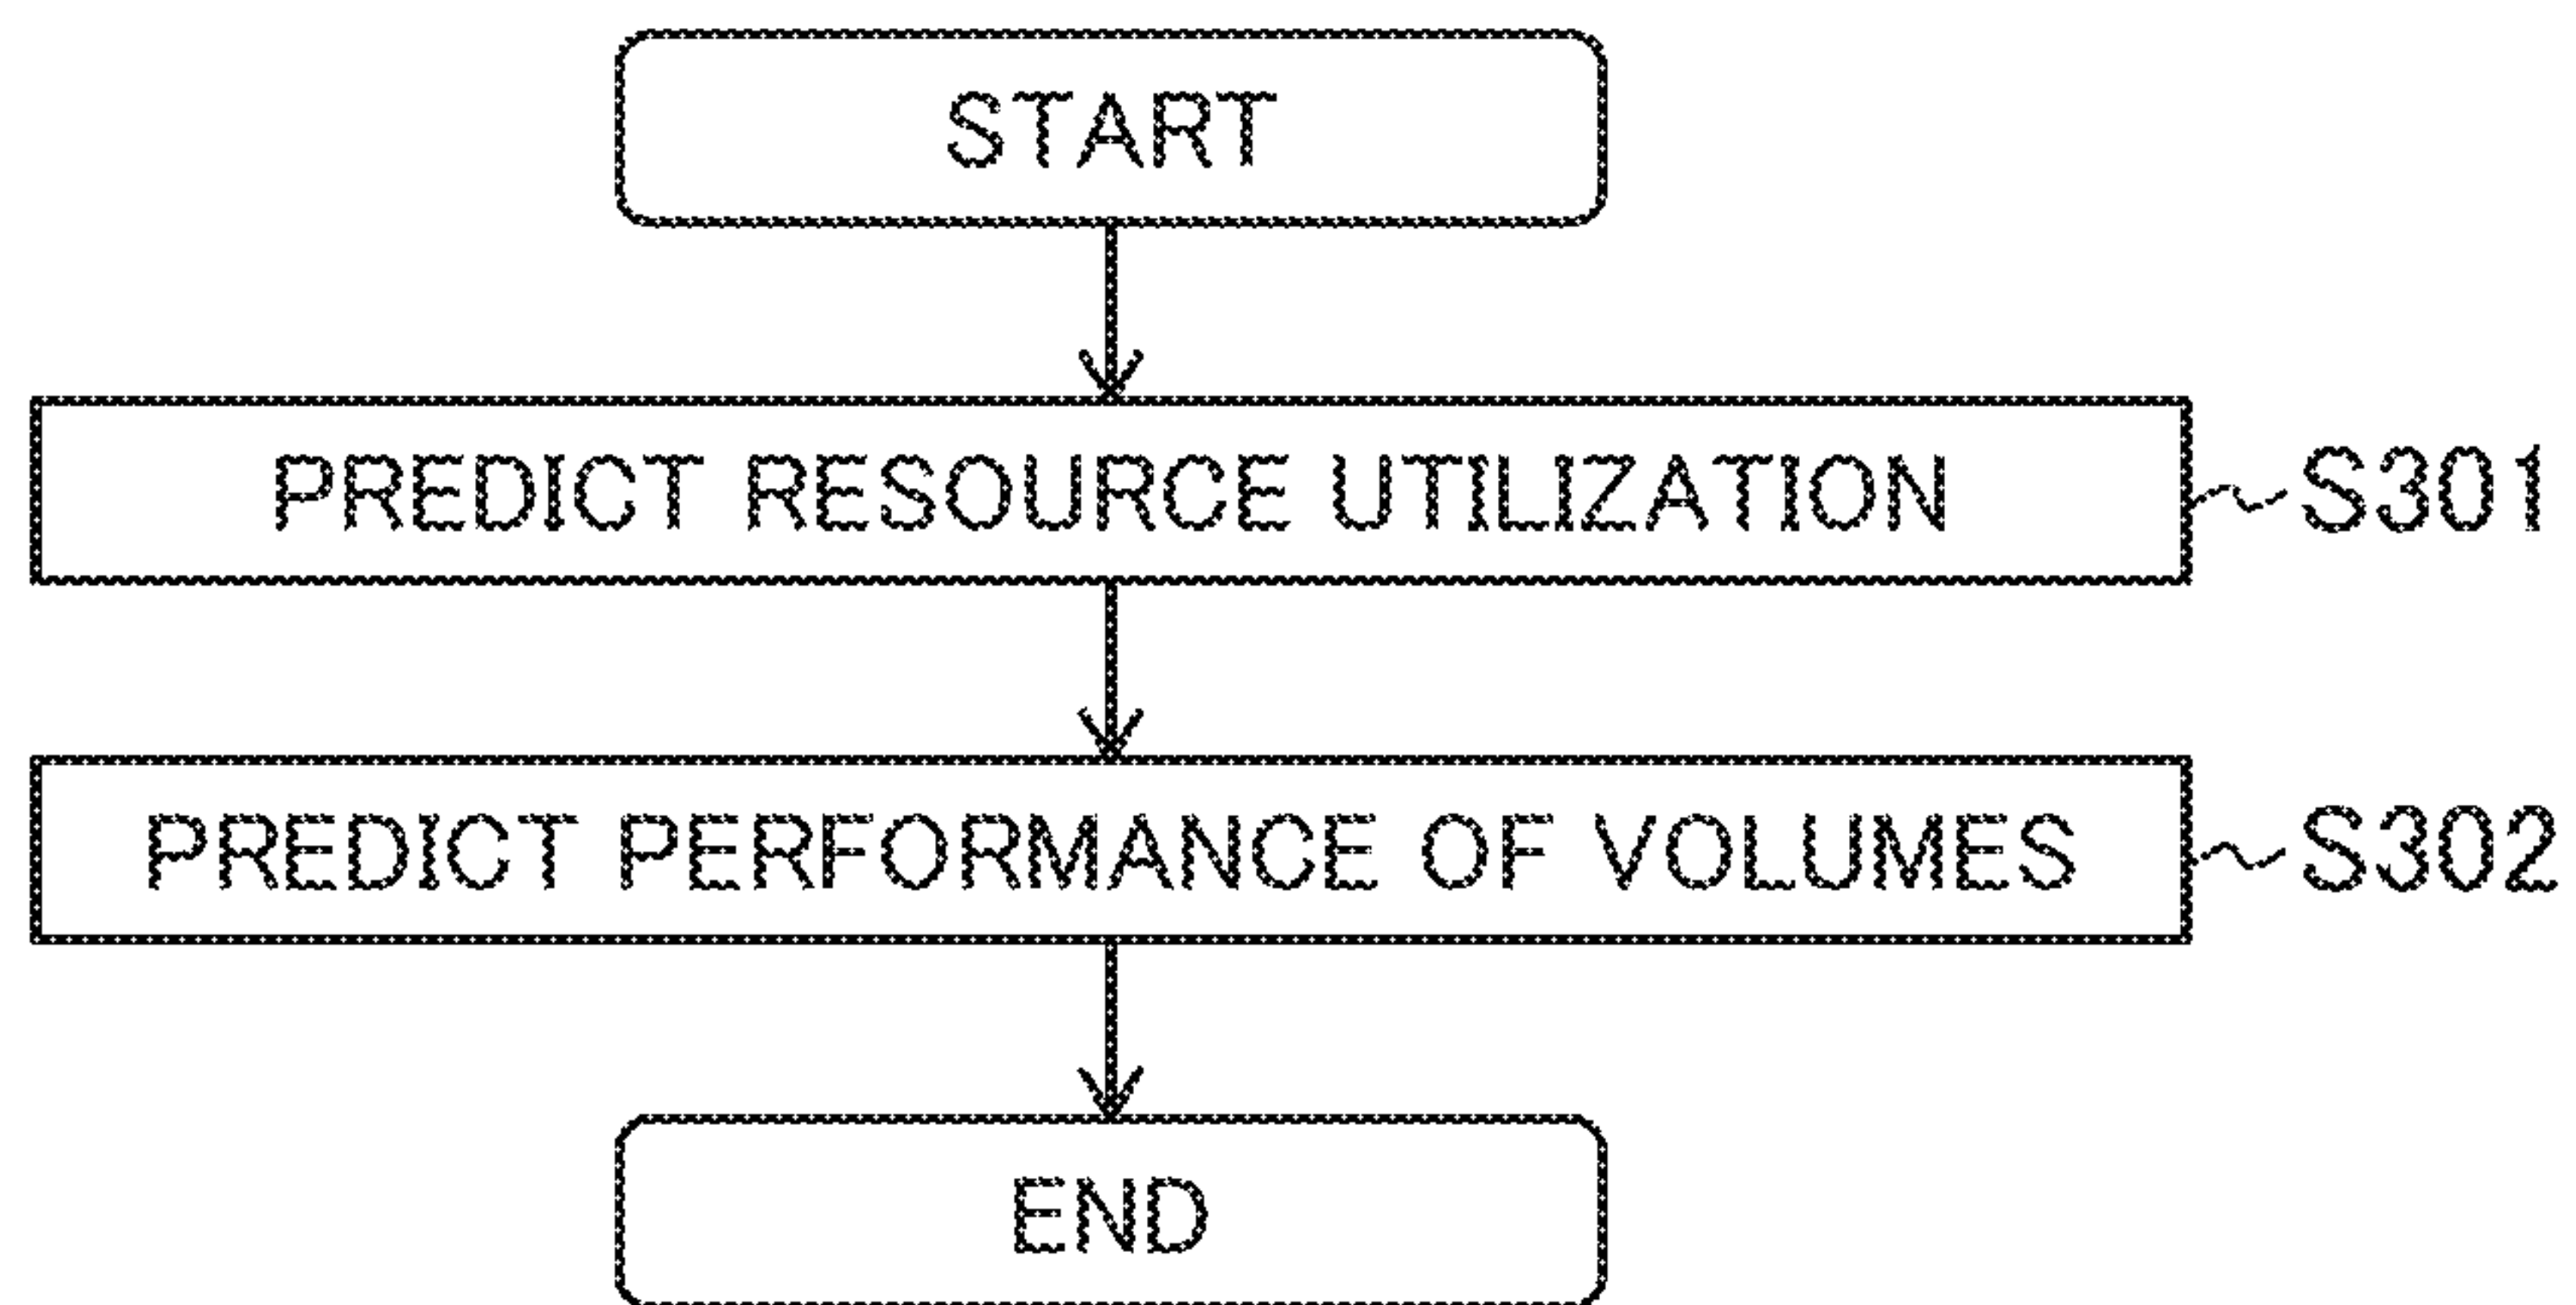 START
PREDICT RESOURCE UTILIZATION
S301
PREDICT PERFORMANCE OF VOLUMES
S302
END